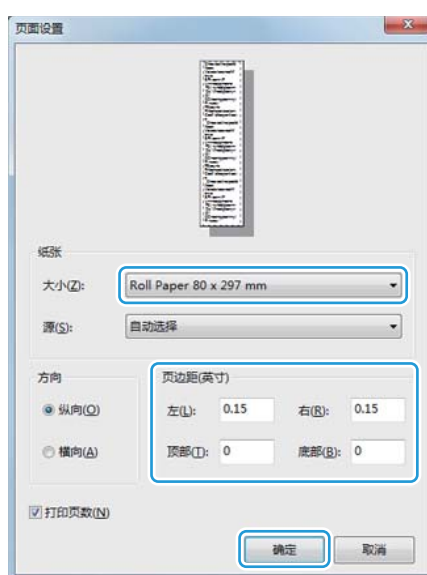 页面设置
纸张
大小(Z): Roll Paper 80 x 297 mm
源(S): 自动选择
方向
纵向(O)
横向(A)
页边距(英寸)
左(L): 0.15 右(R): 0.15
顶部(T): 0 底部(B): 0
打印页数(N)
确定 取消